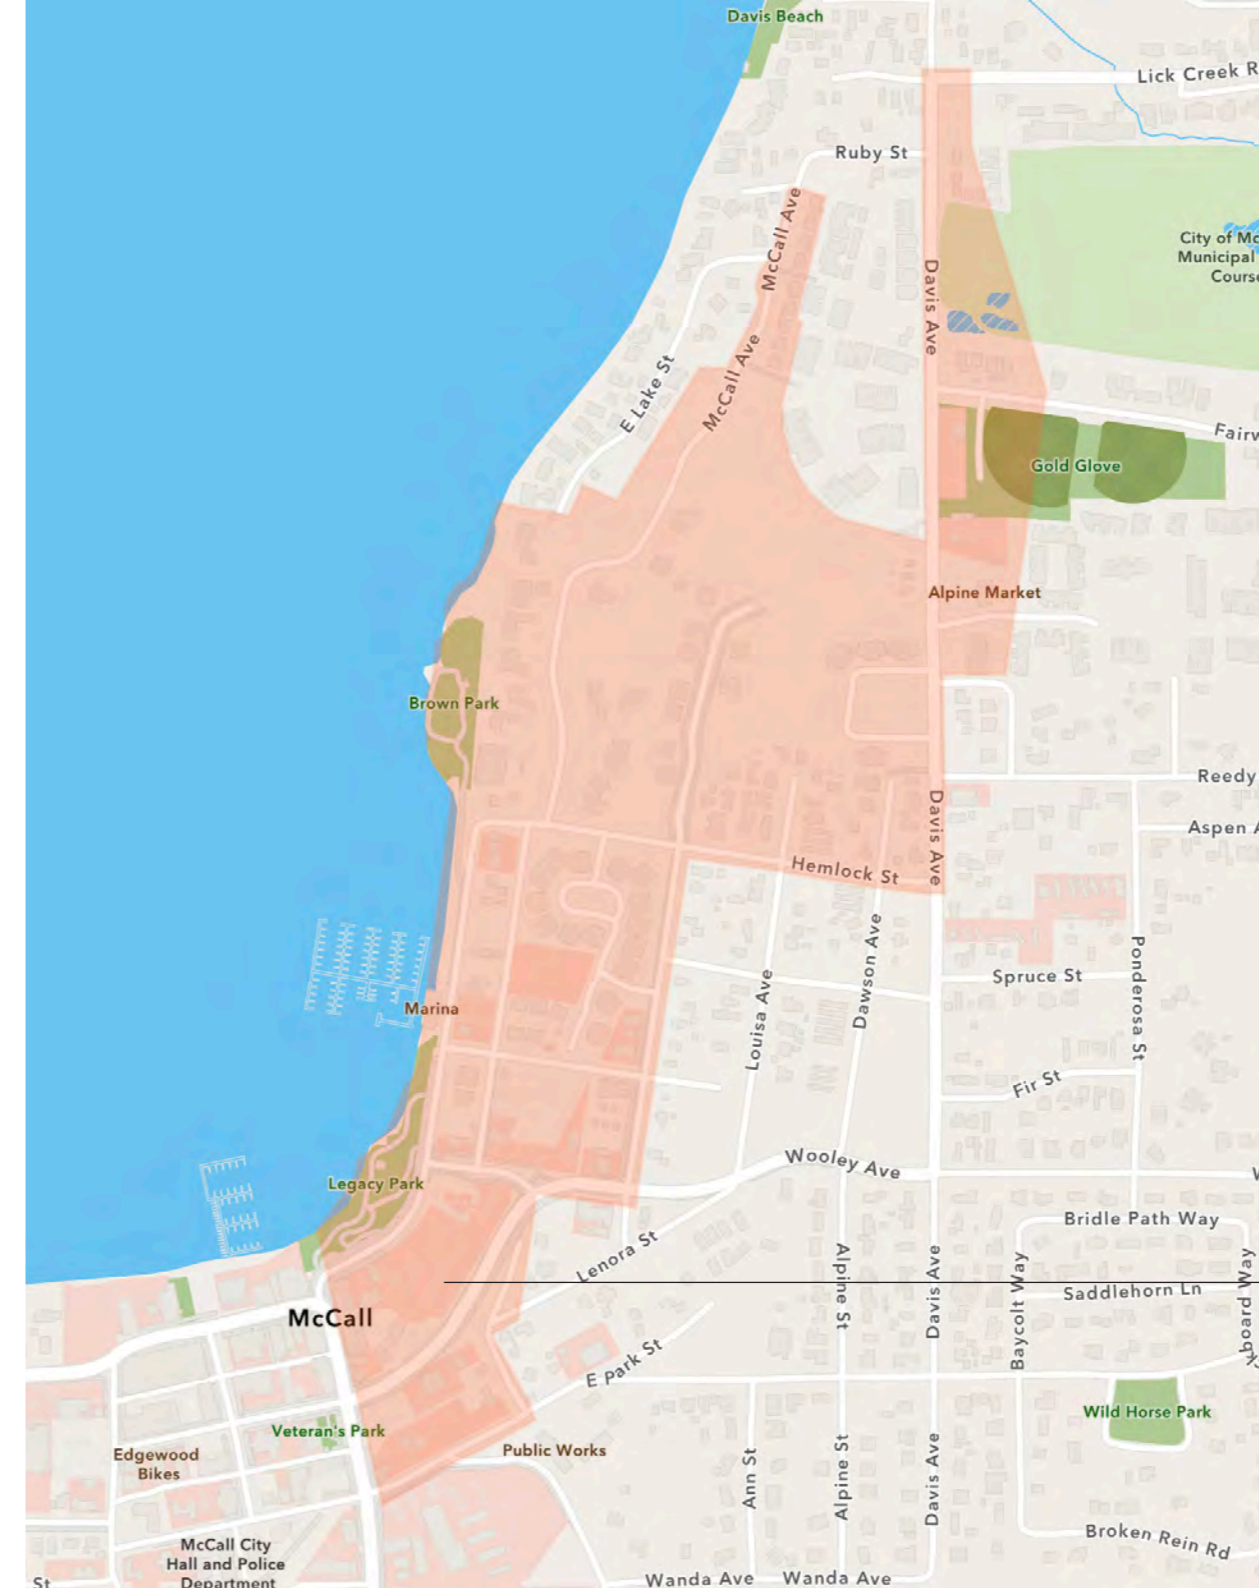 Davis Beach
Lick Creek R
Ruby St
McCall Ave
City of Mc
Municipal
Course
Davis Ave
McCall Ave
E Lake St
Fairw
Gold Glove
Alpine Market
Brown Park
Reedy
Davis Ave
Aspen A
Hemlock St
Dawson Ave
Ponderosa St
Spruce St
Louisa Ave
Marina
Fir St
Wooley Ave
Legacy Park
Bridle Path Way
Lenora St
Alpine St
Davis Ave
Baycolt Way
Saddlehorn Ln
kboard Way
McCall
E Park St
Wild Horse Park
Veteran's Park
Public Works
Edgewood
Bikes
Ann St
Alpine St
Davis Ave
Broken Rein Rd
McCall City
Hall and Police
Department
St
Wanda Ave
Wanda Ave